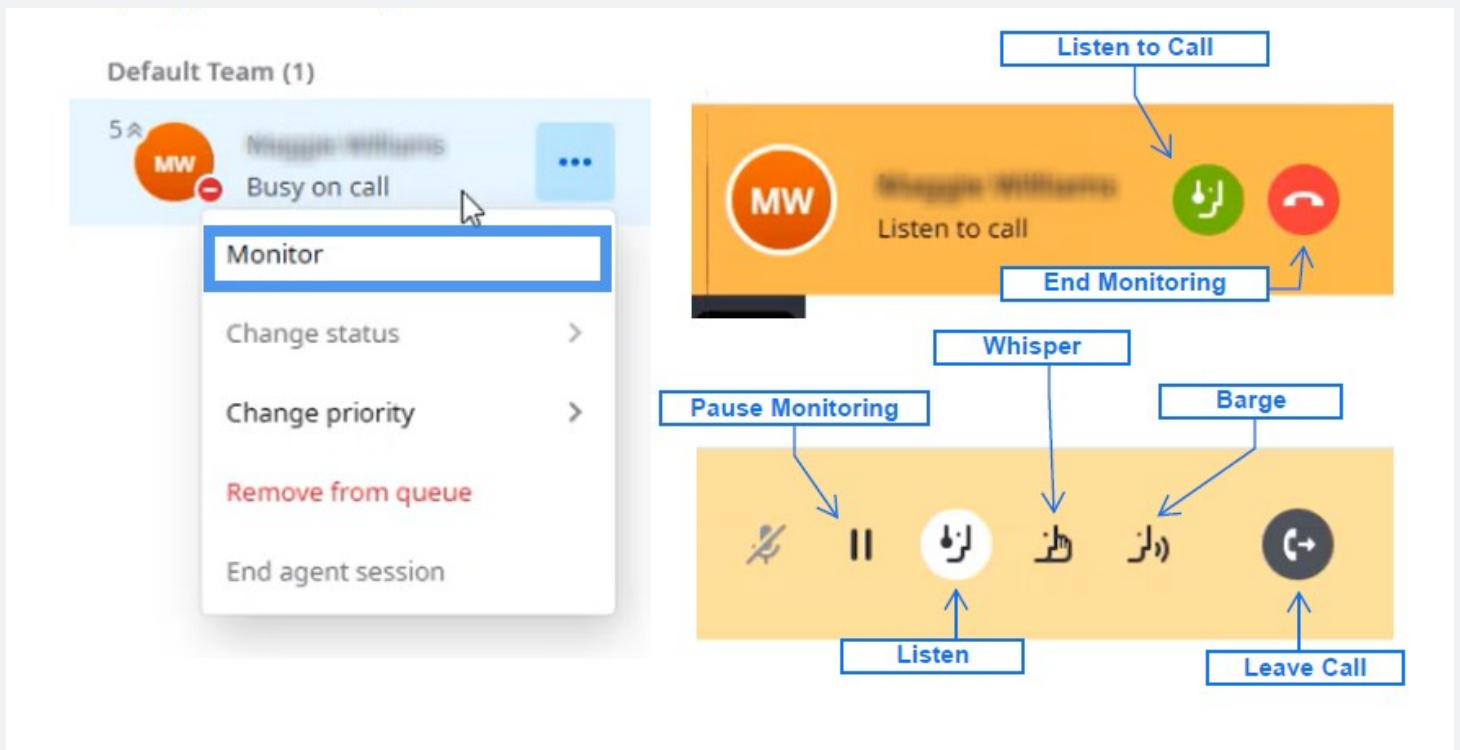 Default Team (1)
5
MW
Busy on call
Monitor
Change status
Change priority
Remove from queue
End agent session
Listen to Call
MW
Listen to call
End Monitoring
Whisper
Pause Monitoring
Barge
Listen
Leave Call